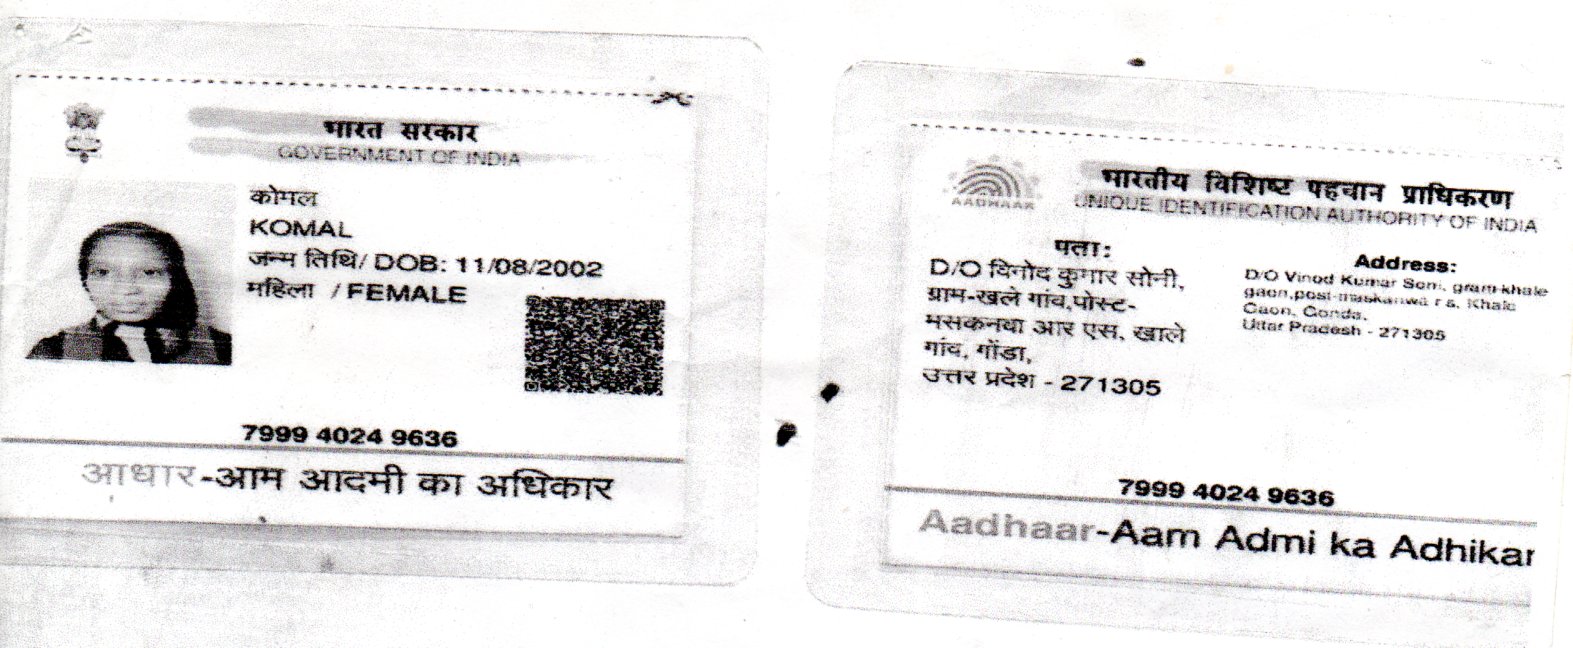 भारत सरकार
GOVERNMENT OF INDIA
कोमल
KOMAL
जन्म तिथि/ DOB: 11/08/2002
महिला / FEMALE
7999 4024 9636
आधार-आम आदमी का अधिकार
भारतीय विशिष्ट पहचान प्राधिकरण
UNIQUE IDENTIFICATION AUTHORITY OF INDIA
AADHAAR
पता:
D/O विनोद कुमार सोनी,
ग्राम-खले गांव,पोस्ट-
मसकनवा आर एस, खाले
गांव, गोंडा,
उत्तर प्रदेश - 271305
Address:
D/O Vinod Kumar Soni, gram-khale
gaon,post-maskanwa r s, Khale
Gaon, Gonda,
Uttar Pradesh - 271305
7999 4024 9636
Aadhaar-Aam Admi ka Adhikar